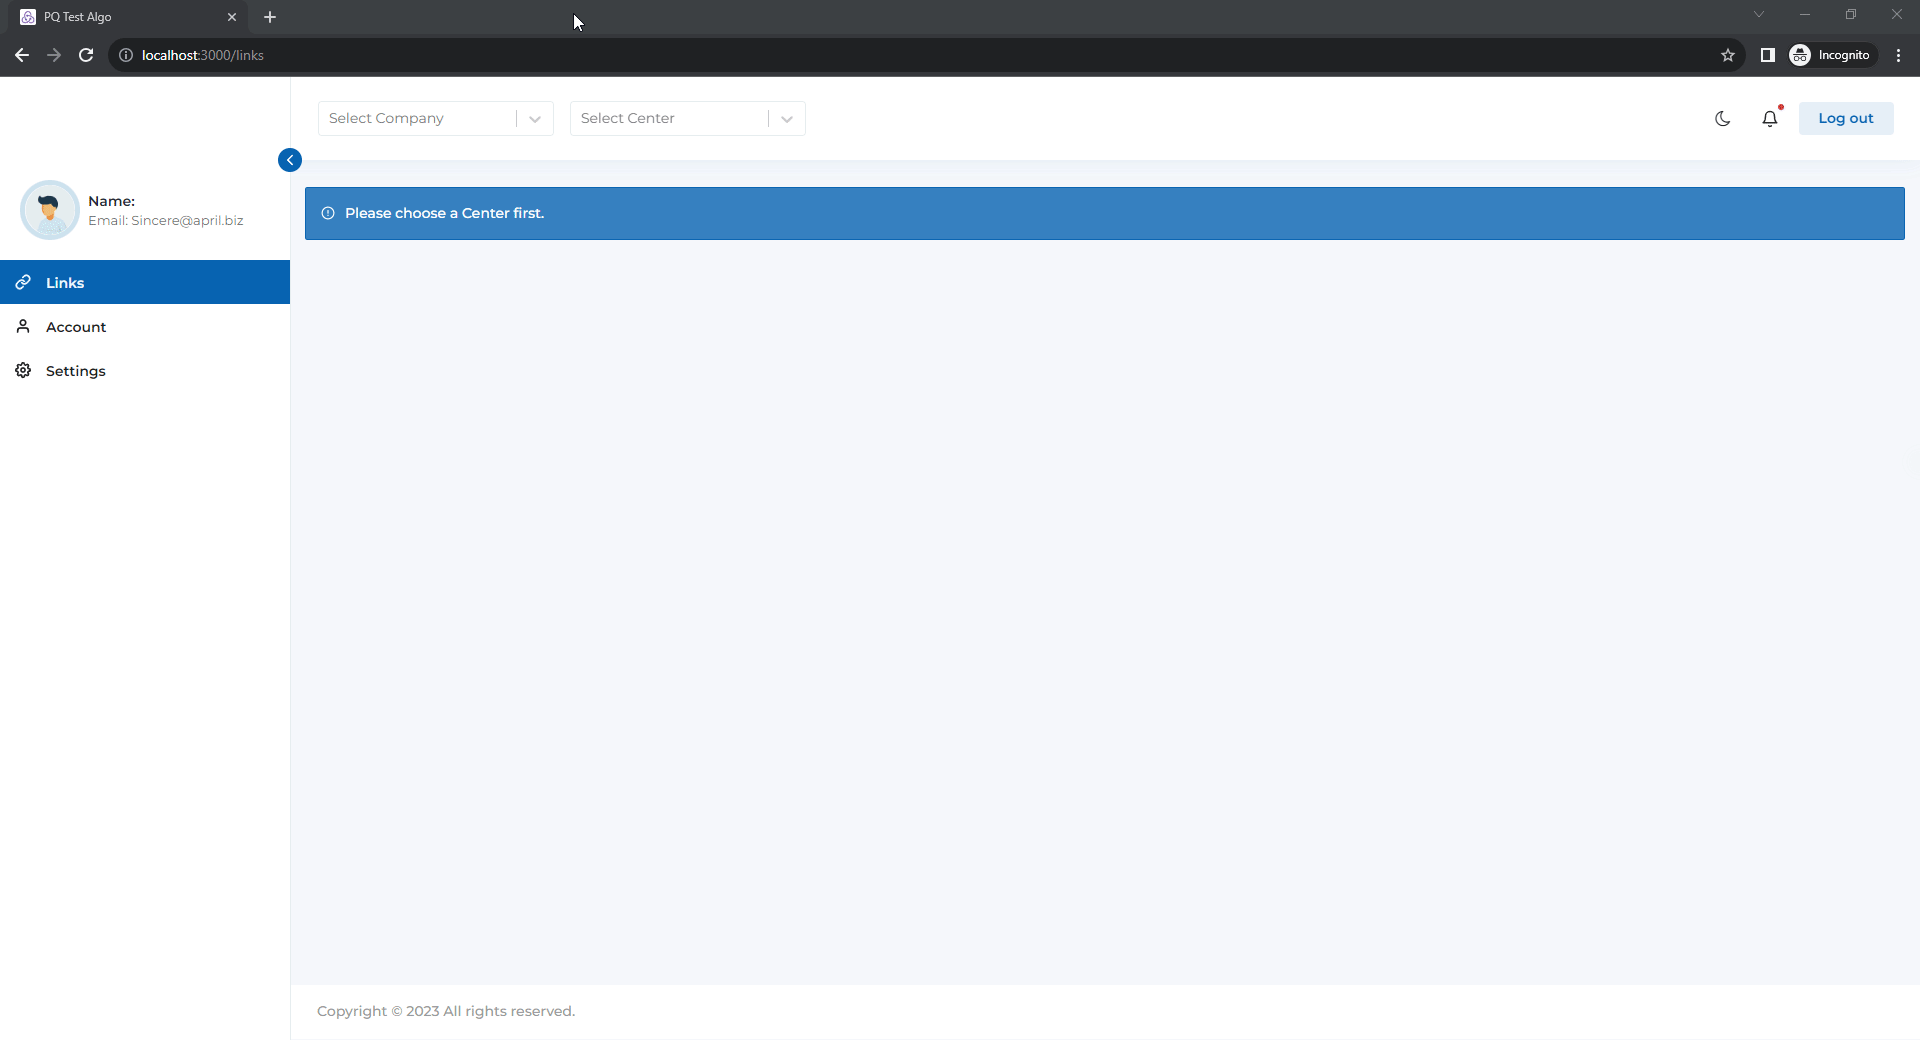 PQ Test Algo
localhost:3000/links
Incognito
Select Company
Select Center
Log out
Name:
Email: Sincere@april.biz
Please choose a Center first.
Links
Account
Settings
Copyright © 2023 All rights reserved.